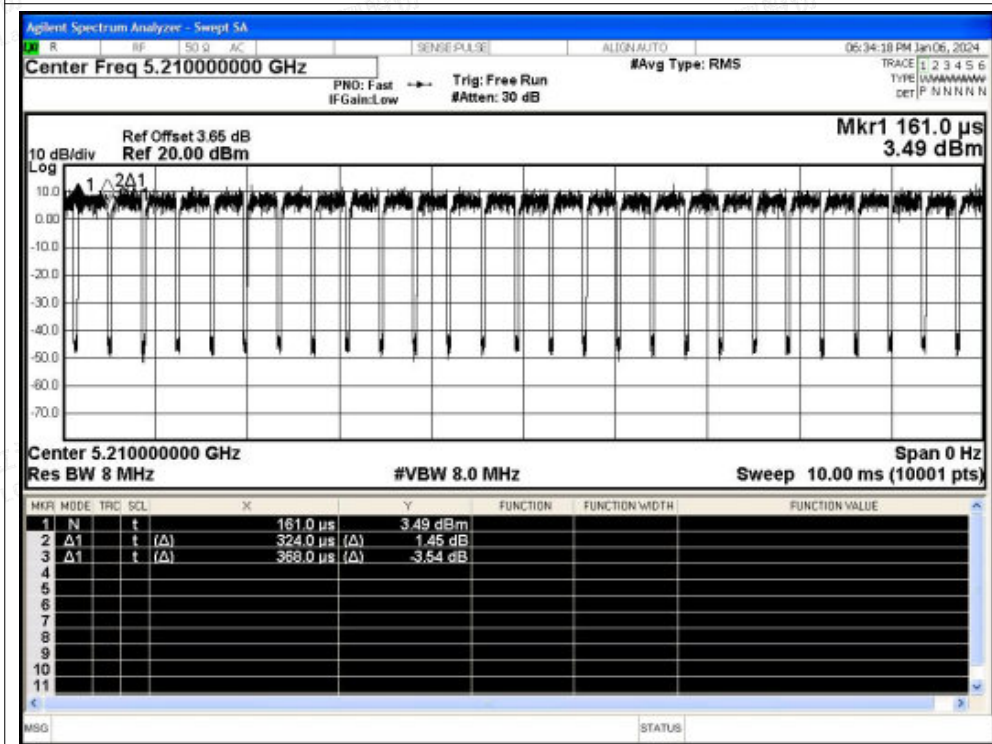 Agilent Spectrum Analyzer - Swept SA
R RF 50 Ω AC SENSE:PULSE ALIGNAUTO 06:34:18 PM Jan 06, 2024
Center Freq 5.210000000 GHz #Avg Type: RMS TRACE 1 2 3 4 5 6
PNO: Fast Trig: Free Run TYPE
IFGain:Low #Atten: 30 dB DET P N N N N N
Mkr1 161.0 µs
Ref Offset 3.65 dB
10 dB/div Ref 20.00 dBm 3.49 dBm
Log
1 2Δ1
10.0
0.00
-10.0
-20.0
-30.0
-40.0
-50.0
-60.0
-70.0
Center 5.210000000 GHz Span 0 Hz
Res BW 8 MHz #VBW 8.0 MHz Sweep 10.00 ms (10001 pts)
MKR MODE TRC SCL X Y FUNCTION FUNCTION WIDTH FUNCTION VALUE
1 N t 161.0 µs 3.49 dBm
2 Δ1 t (Δ) 324.0 µs (Δ) 1.45 dB
3 Δ1 t (Δ) 368.0 µs (Δ) -3.54 dB
4
5
6
7
8
9
10
11
MSG STATUS